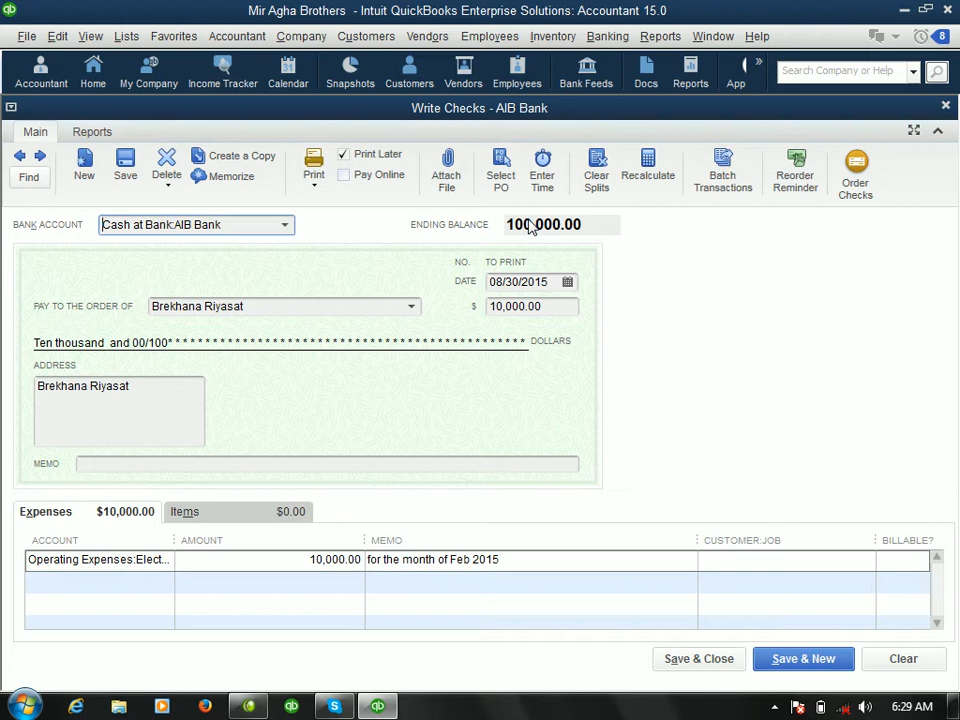 Mir Agha Brothers - Intuit QuickBooks Enterprise Solutions: Accountant 15.0
File Edit View Lists Favorites Accountant Company Customers Vendors Employees Inventory Banking Reports Window Help 8
Accountant Home My Company Income Tracker Calendar Snapshots Customers Vendors Employees Bank Feeds Docs Reports App » Search Company or Help
Write Checks - AIB Bank
Main Reports
Find New Save Delete Create a Copy Memorize Print Print Later Pay Online Attach File Select PO Enter Time Clear Splits Recalculate Batch Transactions Reorder Reminder Order Checks
BANK ACCOUNT Cash at Bank:AIB Bank ENDING BALANCE 100,000.00
NO. TO PRINT
DATE 08/30/2015
PAY TO THE ORDER OF Brekhana Riyasat $ 10,000.00
Ten thousand and 00/100* * * * * * * * * * * * * * * * * * * * * * * * * * * * * * * * * * * * * * * * * * * * * * * * * DOLLARS
ADDRESS
Brekhana Riyasat
MEMO
Expenses $10,000.00 Items $0.00
ACCOUNT AMOUNT MEMO CUSTOMER:JOB BILLABLE?
Operating Expenses:Elect... 10,000.00 for the month of Feb 2015
Save & Close Save & New Clear
6:29 AM